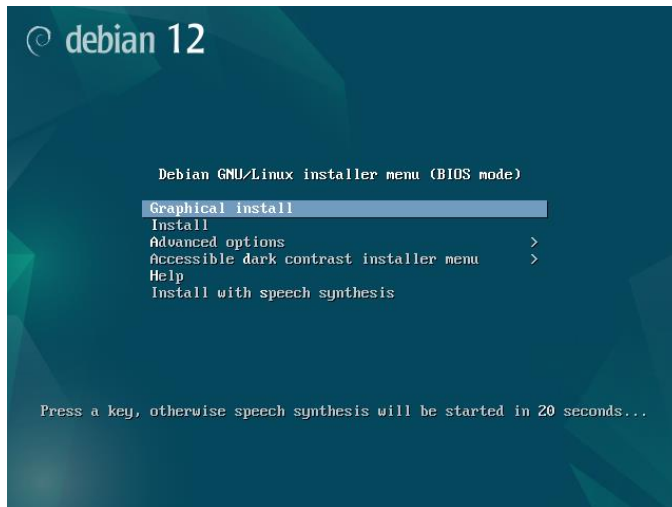 debian 12
Debian GNU/Linux installer menu (BIOS mode)
Graphical install
Install
Advanced options >
Accessible dark contrast installer menu >
Help
Install with speech synthesis
Press a key, otherwise speech synthesis will be started in 20 seconds...